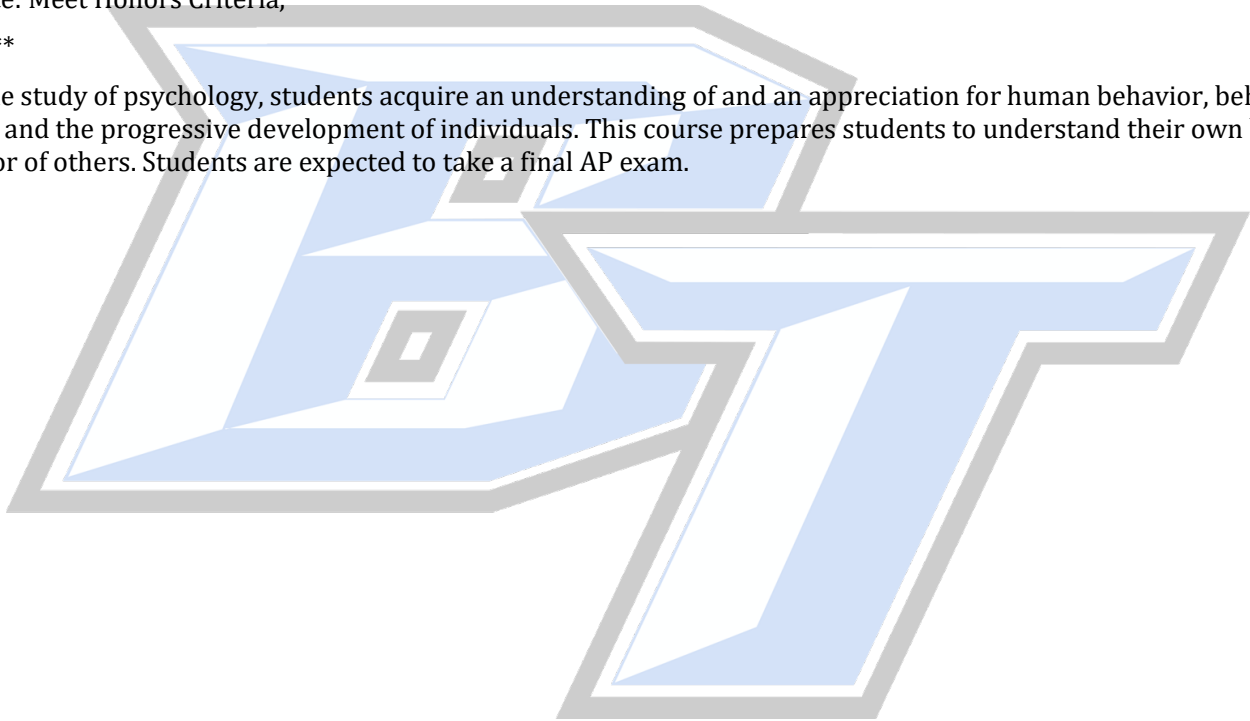 e: Meet Honors Criteria,
**
e study of psychology, students acquire an understanding of and an appreciation for human behavior, beh
and the progressive development of individuals. This course prepares students to understand their own
or of others. Students are expected to take a final AP exam.
BT